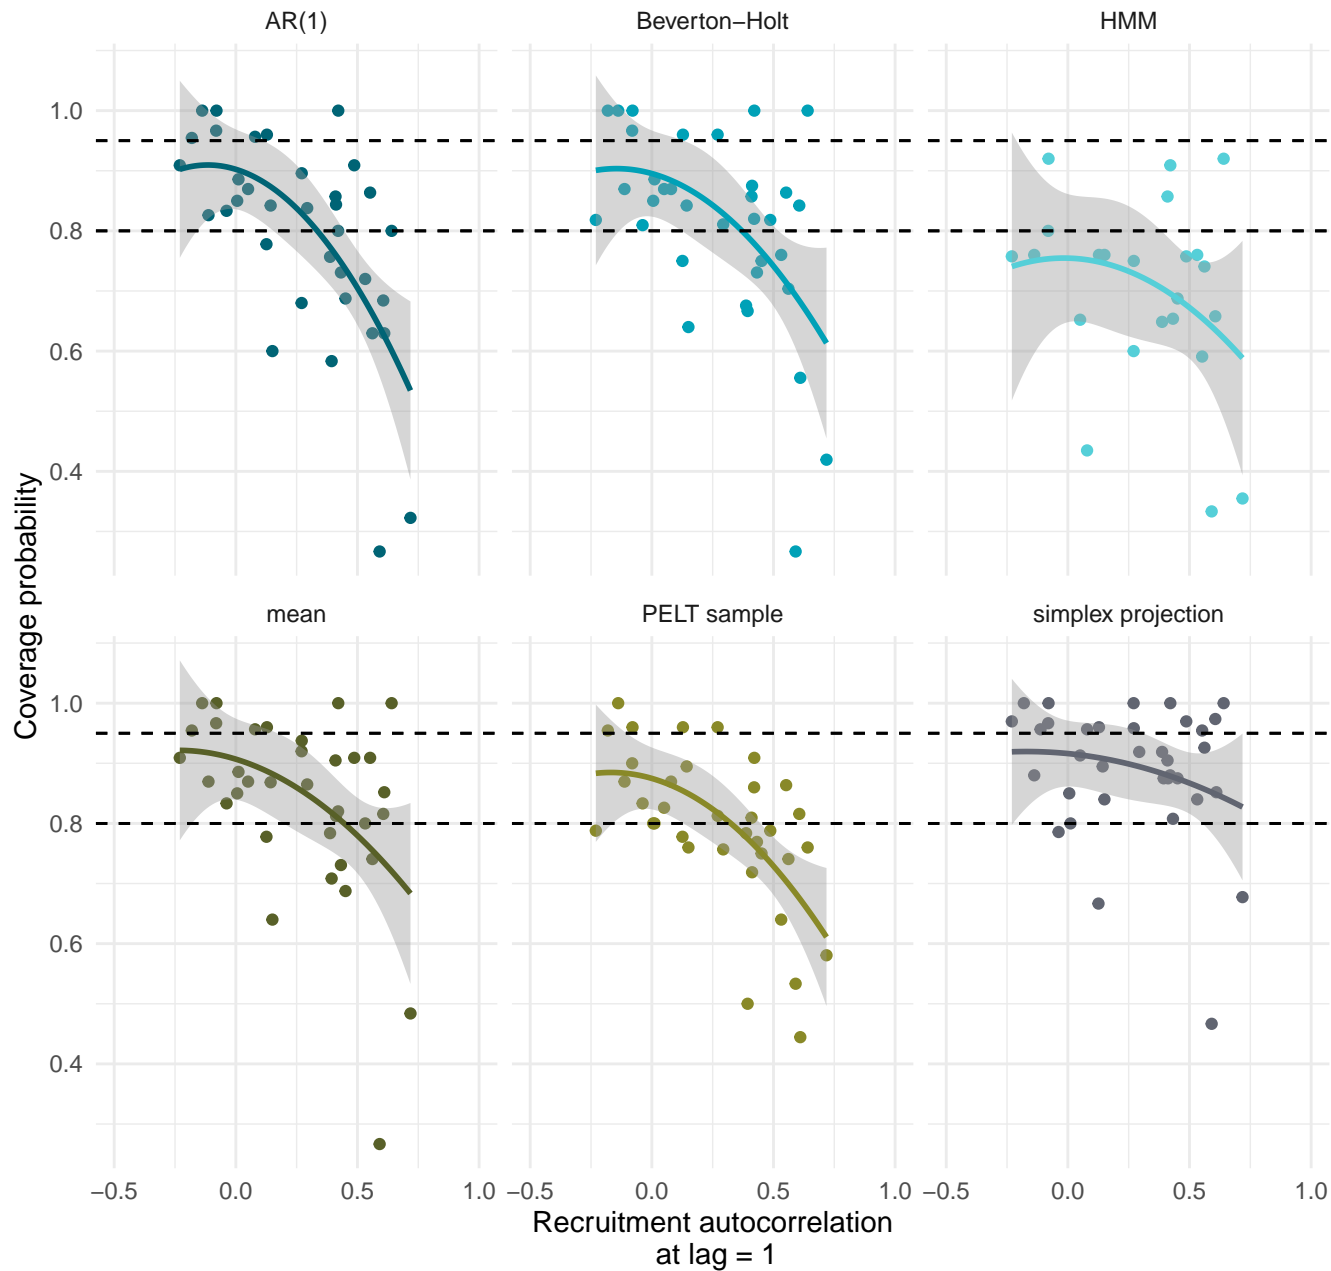 AR(1)
Beverton−Holt
HMM
1.0
0.8
0.6
0.4
Coverage probability
mean
PELT sample
simplex projection
1.0
0.8
0.6
0.4
−0.5 0.0 0.5 1.0
−0.5 0.0 0.5 1.0
−0.5 0.0 0.5 1.0
Recruitment autocorrelation
at lag = 1